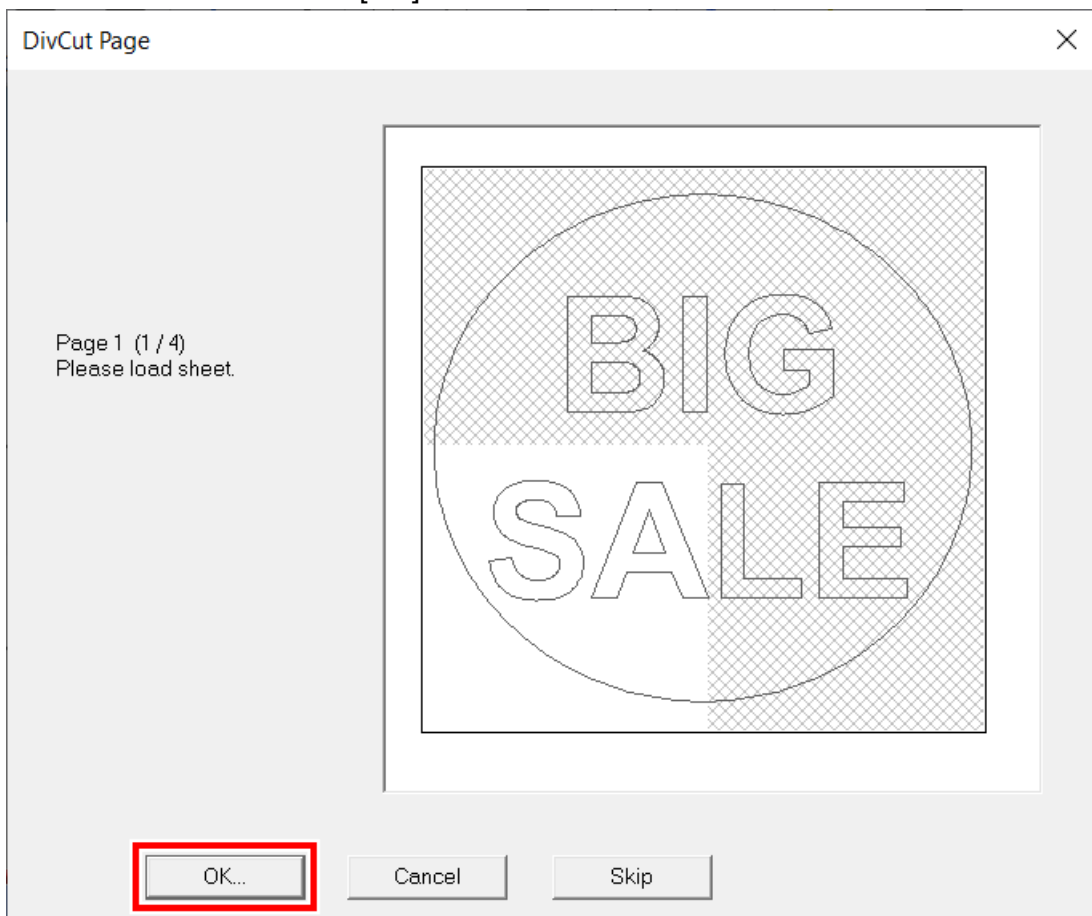 DivCut Page
BIG
SALE
Page 1 (1 / 4)
Please load sheet.
OK...
Cancel
Skip